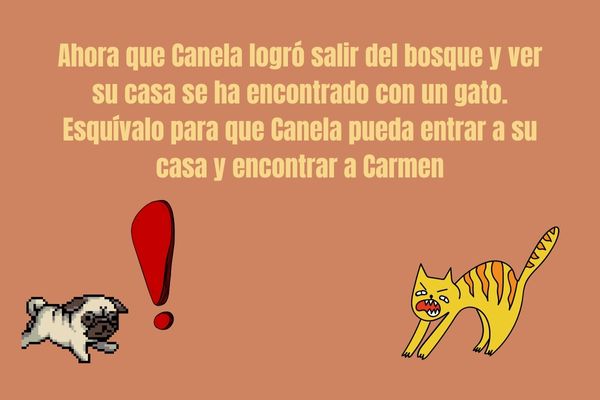 Ahora que Canela logró salir del bosque y ver
su casa se ha encontrado con un gato.
Esquívalo para que Canela pueda entrar a su
casa y encontrar a Carmen